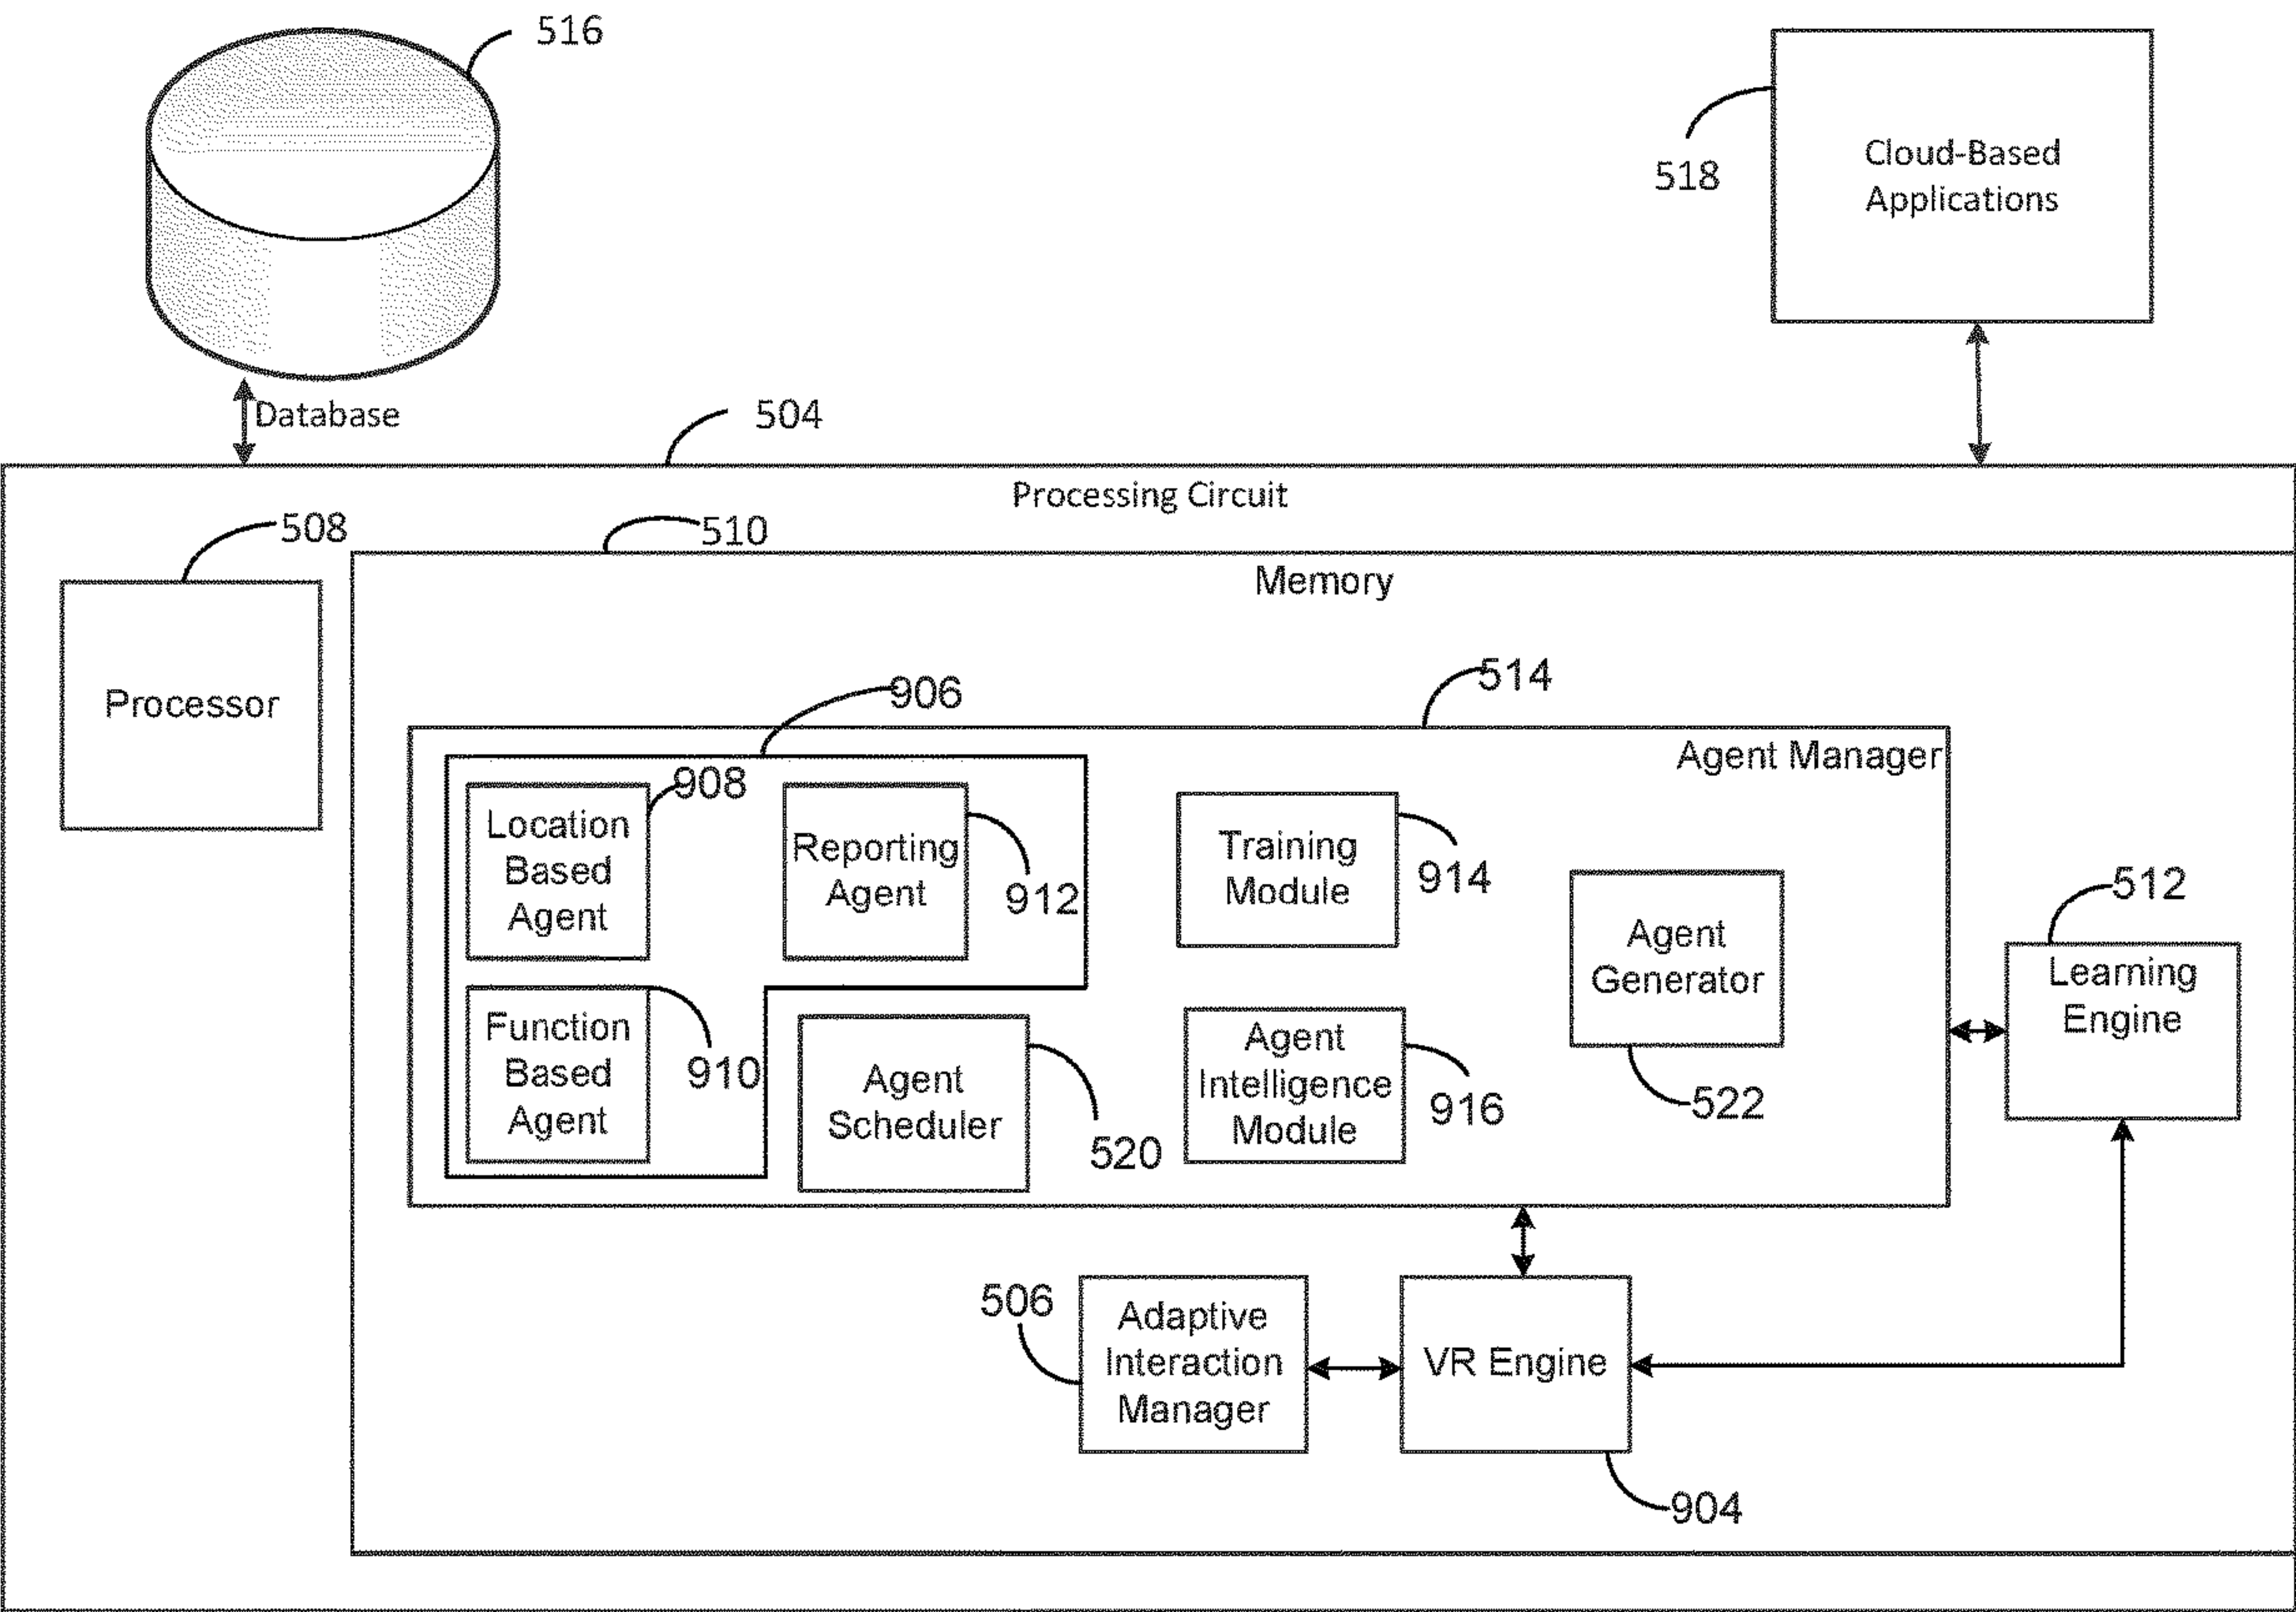 516
518
Cloud-Based
Applications
Database
504
Processing Circuit
508
510
Memory
Processor
906
514
Agent Manager
908
Location
Based
Agent
Reporting
Agent
912
Training
Module
914
Agent
Generator
522
512
Learning
Engine
Function
Based
Agent
910
Agent
Scheduler
520
Agent
Intelligence
Module
916
506
Adaptive
Interaction
Manager
VR Engine
904